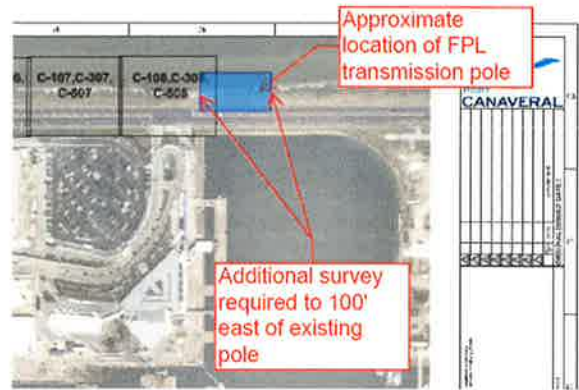 Approximate
location of FPL
transmission pole
C-107,C-307,
C-507
C-108,C-308,
C-508
CANAVERAL
Additional survey
required to 100'
east of existing
pole